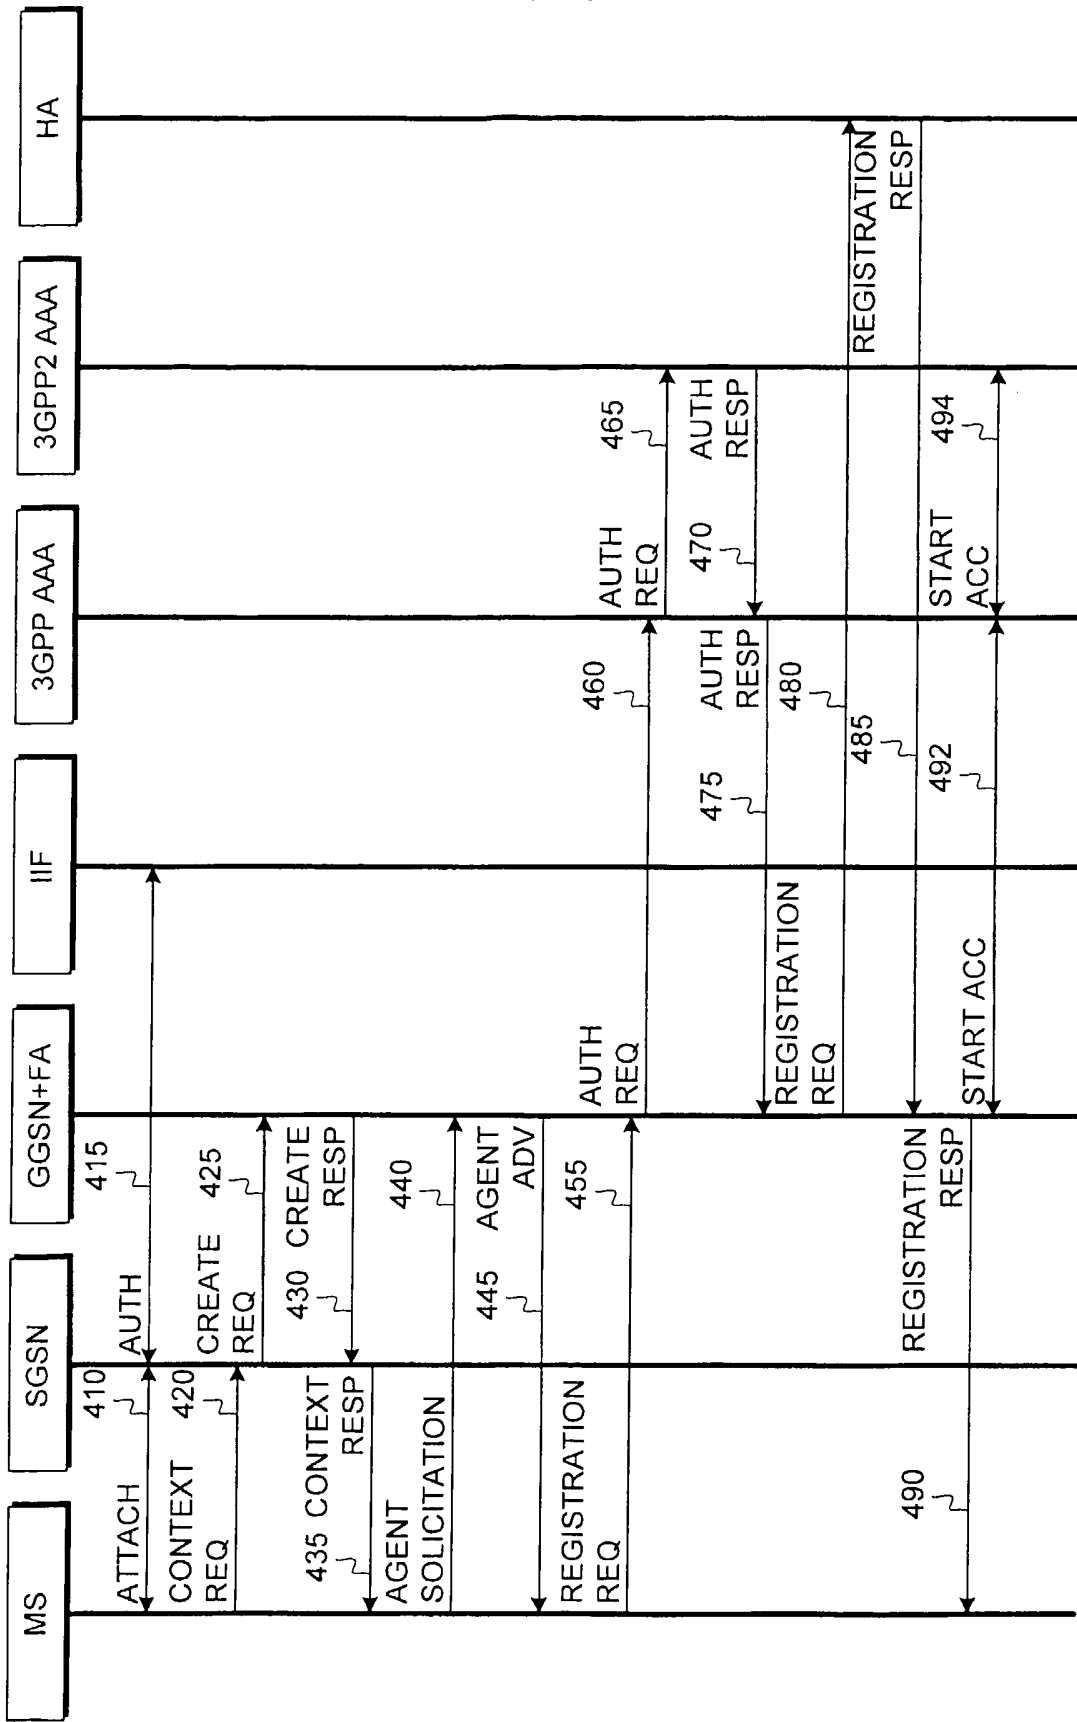 MS
SGSN
GGSN+FA
IIF
3GPP AAA
3GPP2 AAA
HA
ATTACH
410
AUTH
415
CONTEXT
REQ
420
CREATE
REQ
425
430 CREATE
RESP
435 CONTEXT
RESP
AGENT
SOLICITATION
440
445
AGENT
ADV
REGISTRATION
REQ
455
AUTH
REQ
460
AUTH
REQ
465
470
AUTH
RESP
475
AUTH
RESP
REGISTRATION
REQ
480
REGISTRATION
RESP
485
490
REGISTRATION
RESP
START ACC
492
START
ACC
494